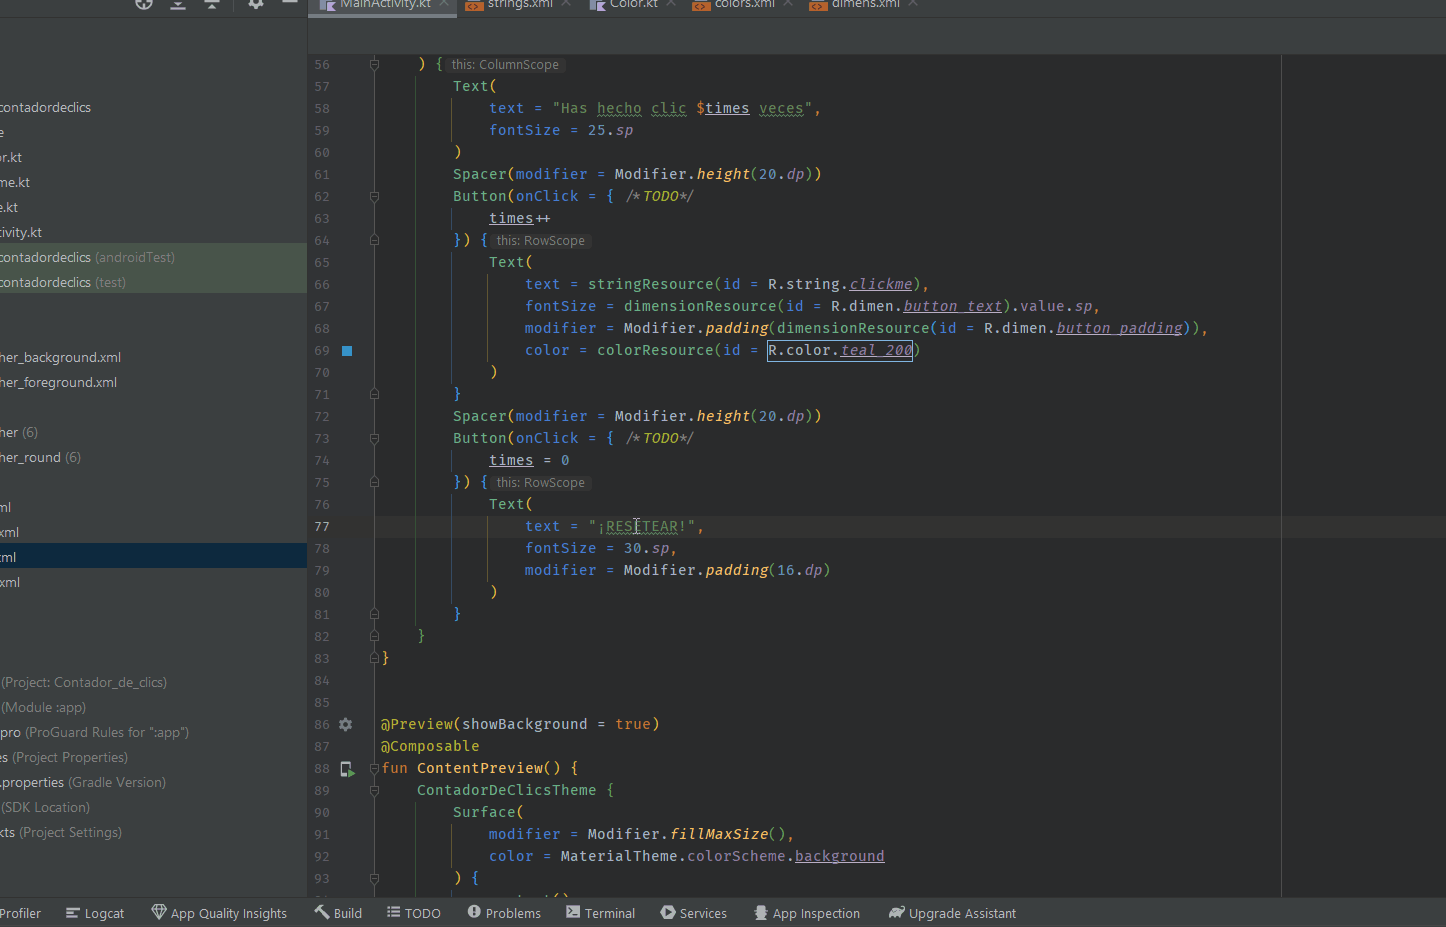 MainActivity.kt strings.xml Color.kt colors.xml dimens.xml
contadordeclics
e
or.kt
me.kt
e.kt
tivity.kt
contadordeclics (androidTest)
contadordeclics (test)
her_background.xml
her_foreground.xml
her (6)
her_round (6)
ml
xml
ml
xml
(Project: Contador_de_clics)
(Module :app)
pro (ProGuard Rules for ":app")
es (Project Properties)
.properties (Gradle Version)
(SDK Location)
kts (Project Settings)
56 ) { this: ColumnScope
57 Text(
58 text = "Has hecho clic $times veces",
59 fontSize = 25.sp
60 )
61 Spacer(modifier = Modifier.height(20.dp))
62 Button(onClick = { /*TODO*/
63 times++
64 }) { this: RowScope
65 Text(
66 text = stringResource(id = R.string.clickme),
67 fontSize = dimensionResource(id = R.dimen.button_text).value.sp,
68 modifier = Modifier.padding(dimensionResource(id = R.dimen.button_padding)),
69 color = colorResource(id = R.color.teal_200)
70 )
71 }
72 Spacer(modifier = Modifier.height(20.dp))
73 Button(onClick = { /*TODO*/
74 times = 0
75 }) { this: RowScope
76 Text(
77 text = "¡RESETEAR!",
78 fontSize = 30.sp,
79 modifier = Modifier.padding(16.dp)
80 )
81 }
82 }
83 }
84
85
86 @Preview(showBackground = true)
87 @Composable
88 fun ContentPreview() {
89 ContadorDeClicsTheme {
90 Surface(
91 modifier = Modifier.fillMaxSize(),
92 color = MaterialTheme.colorScheme.background
93 ) {
Profiler Logcat App Quality Insights Build TODO Problems Terminal Services App Inspection Upgrade Assistant